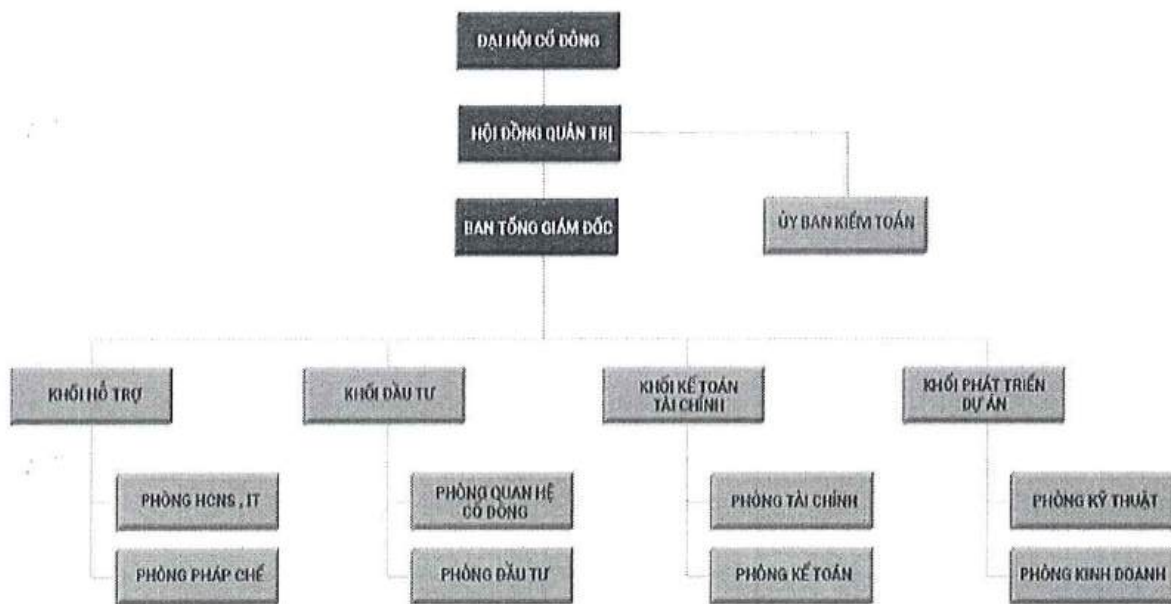 ĐẠI HỘI CỔ ĐÔNG
HỘI ĐỒNG QUẢN TRỊ
BAN TỔNG GIÁM ĐỐC
ỦY BAN KIỂM TOÁN
KHỐI HỖ TRỢ
KHỐI ĐẦU TƯ
KHỐI KẾ TOÁN
TÀI CHÍNH
KHỐI PHÁT TRIỂN
DỰ ÁN
PHÒNG HCNS , IT
PHÒNG QUAN HỆ
CỔ ĐÔNG
PHÒNG TÀI CHÍNH
PHÒNG KỸ THUẬT
PHÒNG PHÁP CHẾ
PHÒNG ĐẦU TƯ
PHÒNG KẾ TOÁN
PHÒNG KINH DOANH